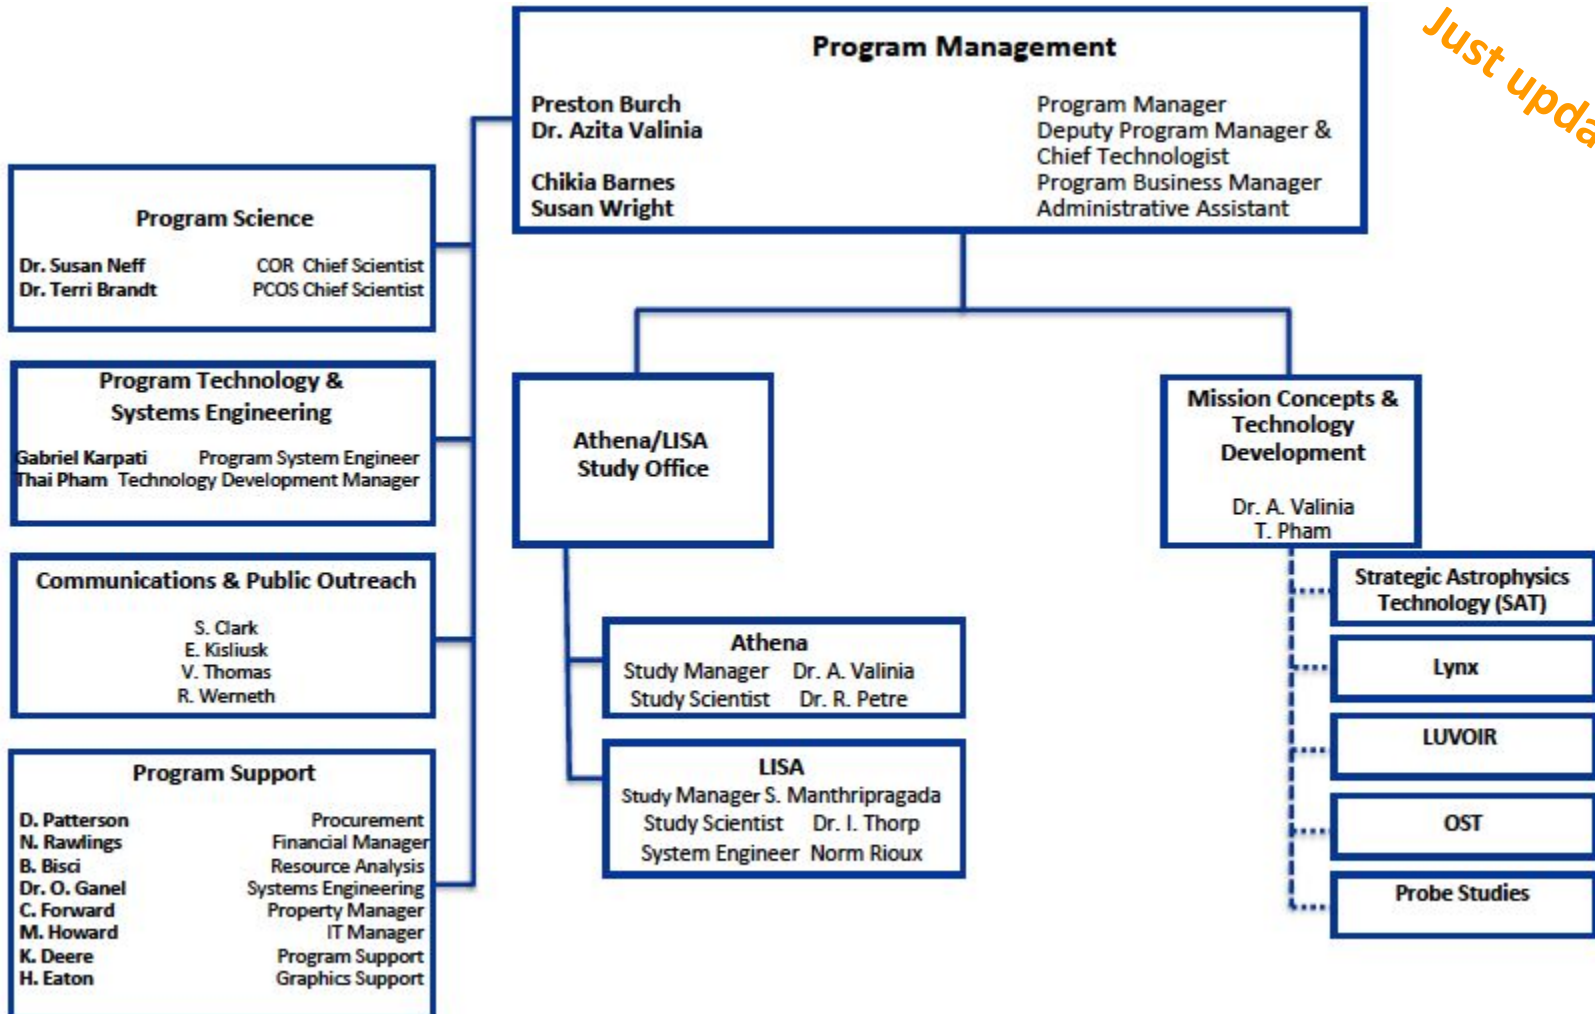 Just upda
Program Management
Preston Burch Program Manager
Dr. Azita Valinia Deputy Program Manager &
Chief Technologist
Chikia Barnes Program Business Manager
Susan Wright Administrative Assistant
Program Science
Dr. Susan Neff COR Chief Scientist
Dr. Terri Brandt PCOS Chief Scientist
Program Technology &
Systems Engineering
Gabriel Karpati Program System Engineer
Thai Pham Technology Development Manager
Communications & Public Outreach
S. Clark
E. Kisliusk
V. Thomas
R. Werneth
Program Support
D. Patterson Procurement
N. Rawlings Financial Manager
B. Bisci Resource Analysis
Dr. O. Ganel Systems Engineering
C. Forward Property Manager
M. Howard IT Manager
K. Deere Program Support
H. Eaton Graphics Support
Athena/LISA
Study Office
Athena
Study Manager Dr. A. Valinia
Study Scientist Dr. R. Petre
LISA
Study Manager S. Manthripragada
Study Scientist Dr. I. Thorp
System Engineer Norm Rioux
Mission Concepts &
Technology
Development
Dr. A. Valinia
T. Pham
Strategic Astrophysics
Technology (SAT)
Lynx
LUVOIR
OST
Probe Studies